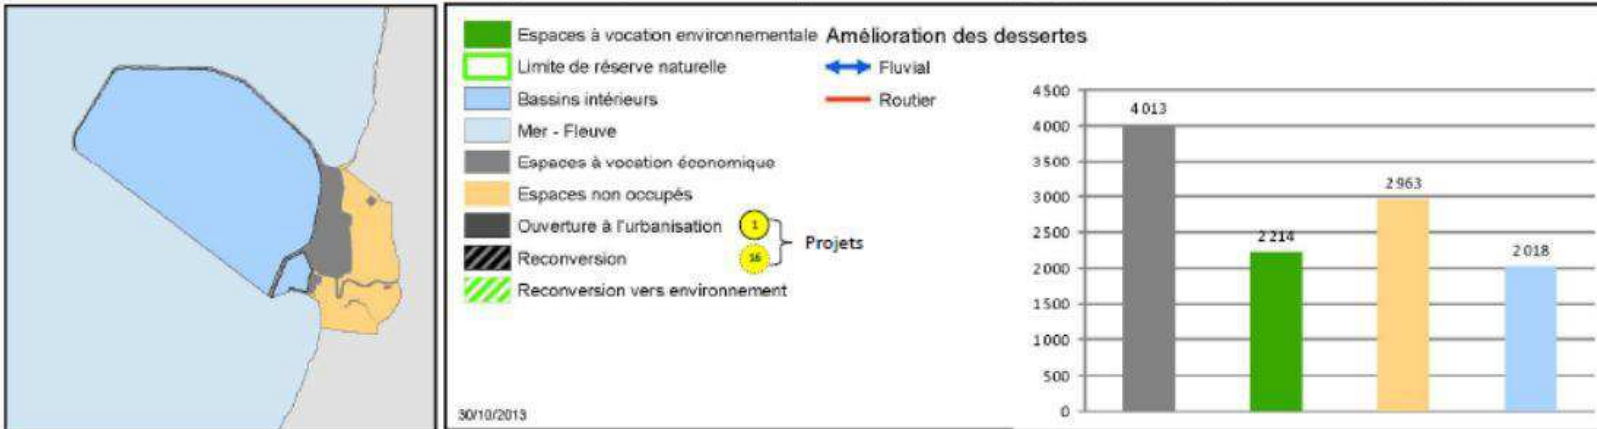 Espaces à vocation environnementale
Limite de réserve naturelle
Bassins intérieurs
Mer - Fleuve
Espaces à vocation économique
Espaces non occupés
Ouverture à l'urbanisation
Reconversion
Reconversion vers environnement
Amélioration des dessertes
Fluvial
Routier
1
16
Projets
30/10/2013
4500
4000
3500
3000
2500
2000
1500
1000
500
0
4 013
2 214
2 963
2 018